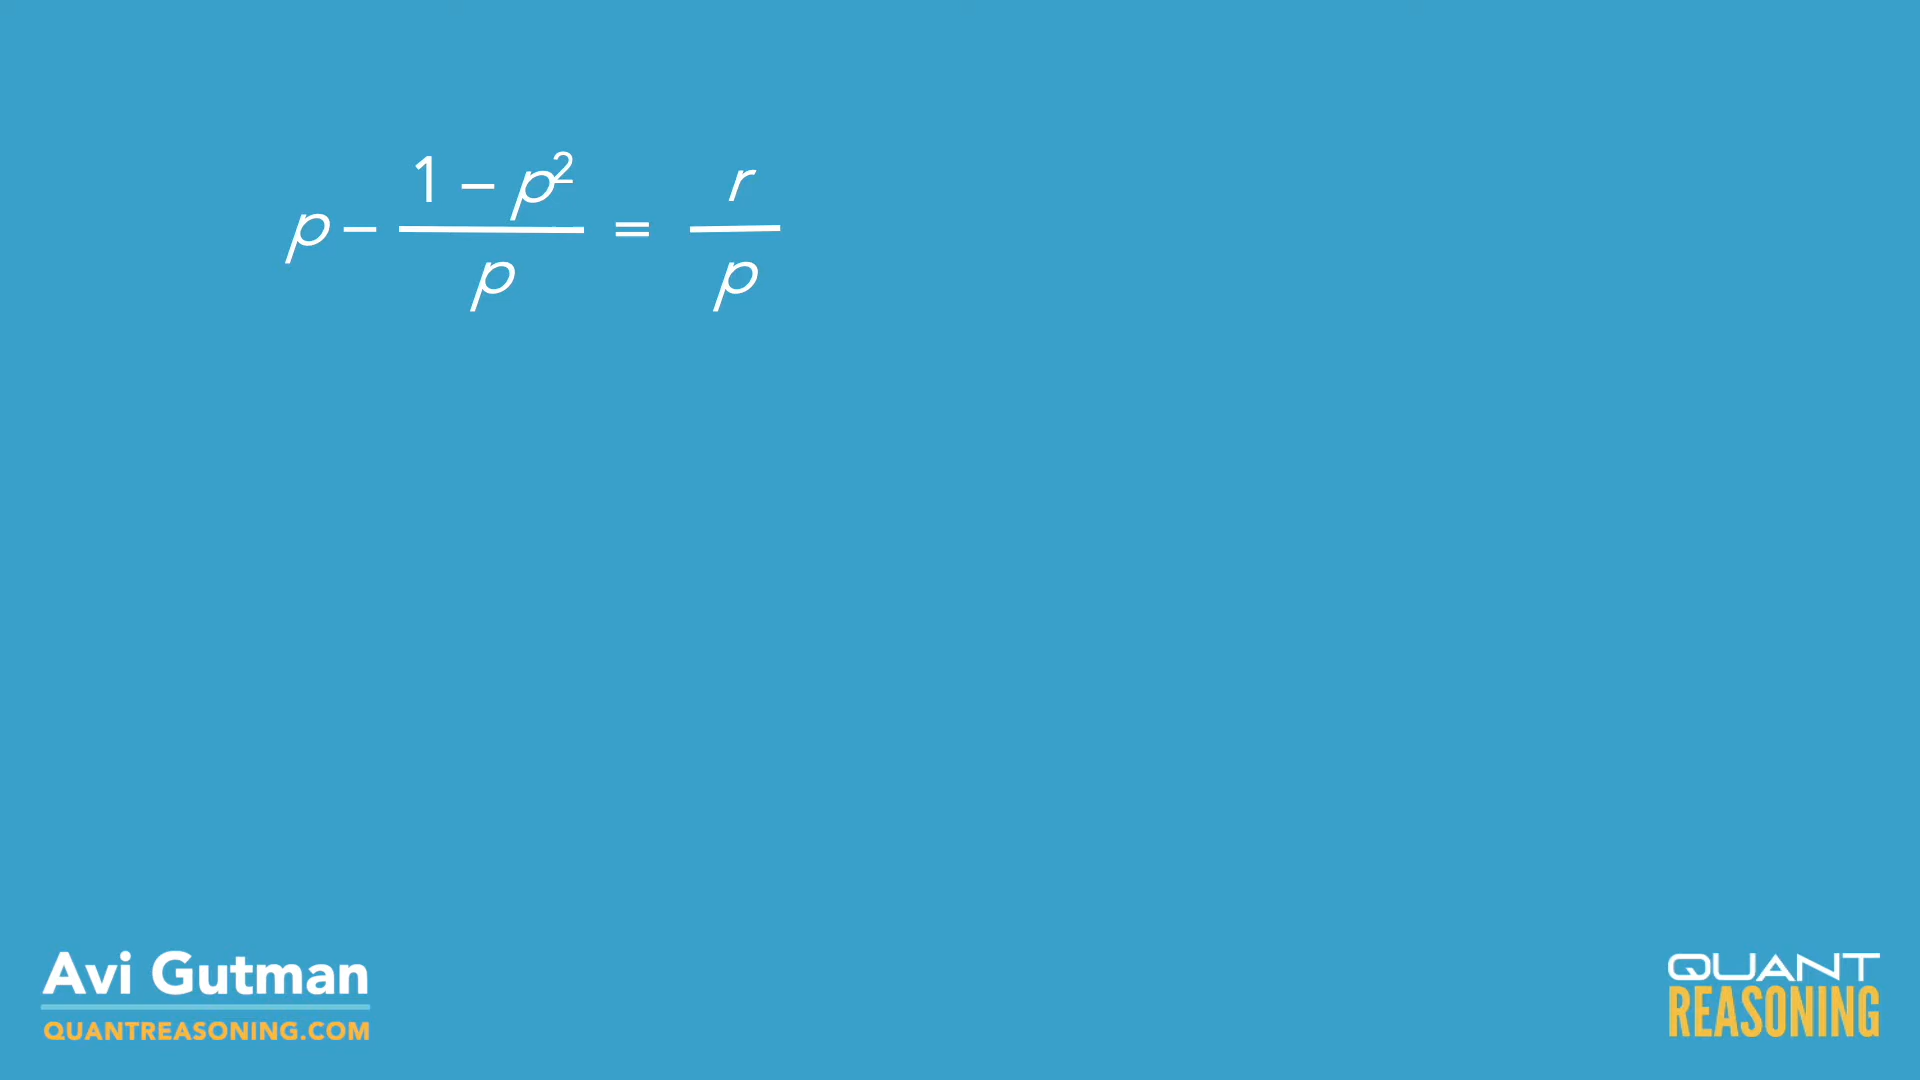 p – 1 – p² / p = r / p
Avi Gutman
QUANTREASONING.COM
QUANT
REASONING